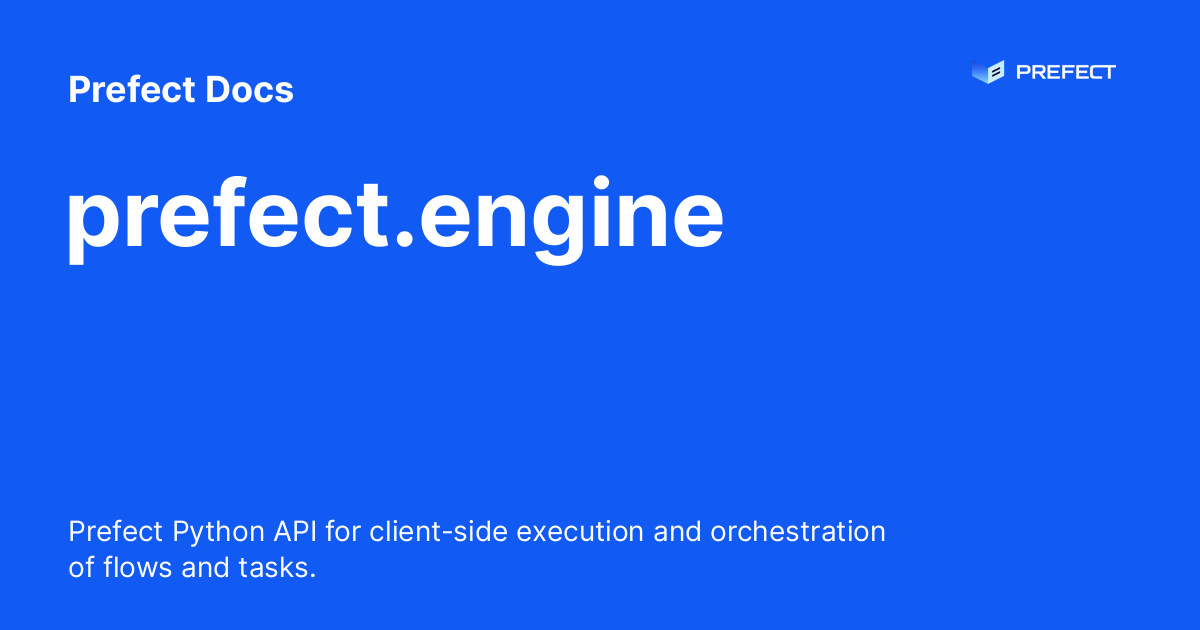 Prefect Docs
PREFECT
prefect.engine
Prefect Python API for client-side execution and orchestration
of flows and tasks.